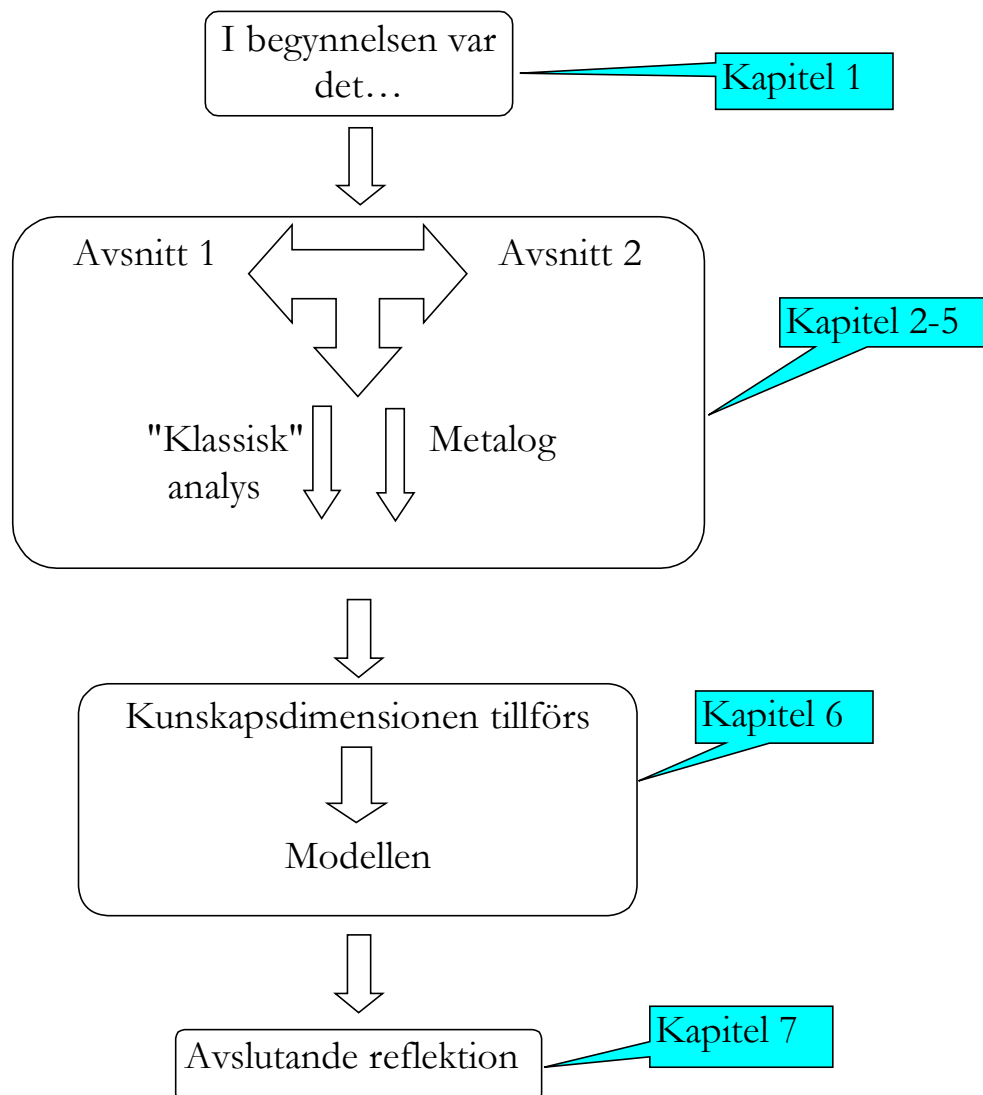 I begynnelsen var
det…
Kapitel 1
Avsnitt 1
Avsnitt 2
Kapitel 2-5
"Klassisk"
analys
Metalog
Kunskapsdimensionen tillförs
Kapitel 6
Modellen
Kapitel 7
Avslutande reflektion